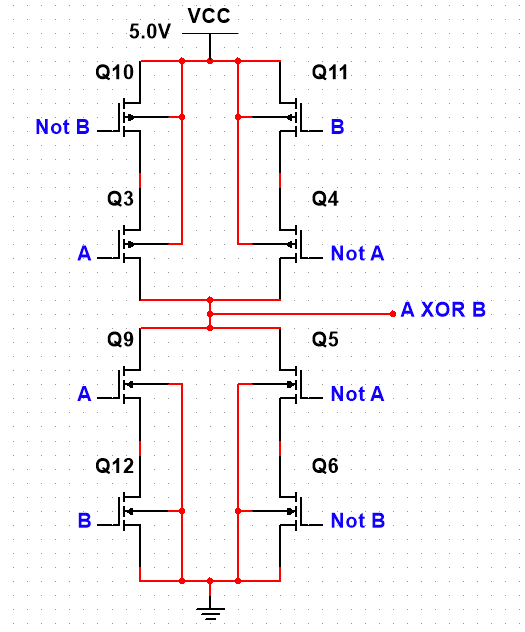 VCC
5.0V
Q10
Q11
Not B
B
Q3
Q4
A
Not A
A XOR B
Q9
Q5
A
Not A
Q12
Q6
B
Not B